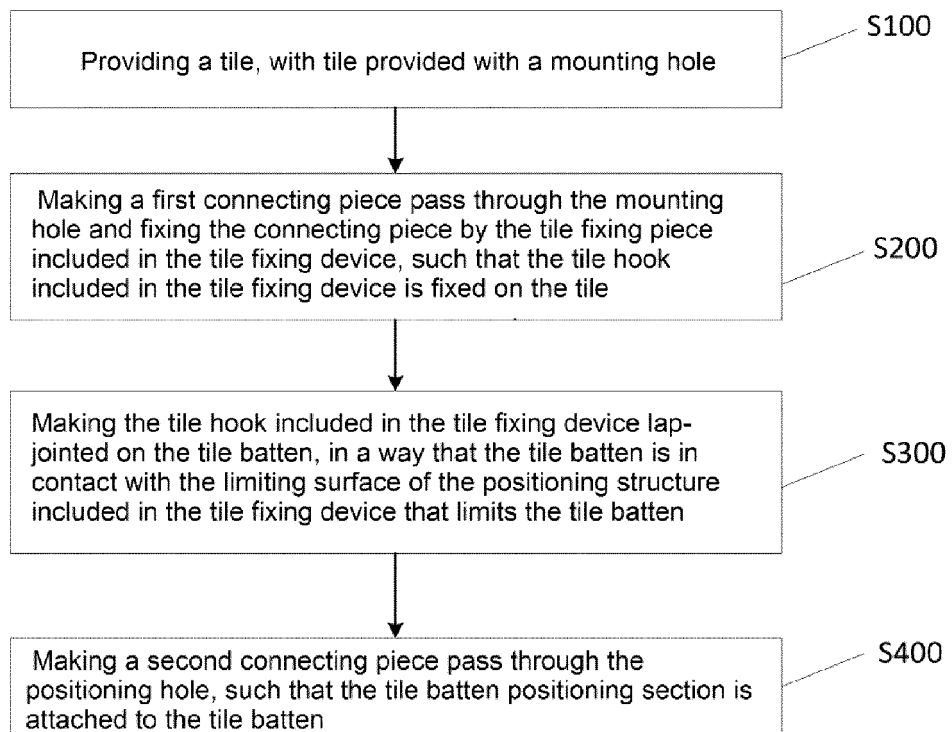 S100
Providing a tile, with tile provided with a mounting hole
Making a first connecting piece pass through the mounting
hole and fixing the connecting piece by the tile fixing piece
included in the tile fixing device, such that the tile hook
included in the tile fixing device is fixed on the tile
S200
Making the tile hook included in the tile fixing device lap-
jointed on the tile batten, in a way that the tile batten is in
contact with the limiting surface of the positioning structure
included in the tile fixing device that limits the tile batten
S300
Making a second connecting piece pass through the
positioning hole, such that the tile batten positioning section is
attached to the tile batten
S400